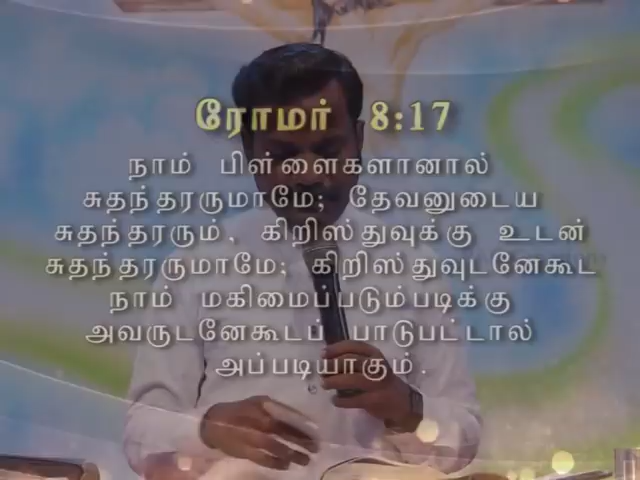 ரோமர் 8:17
நாம் பிள்ளைகளானால்
சுதந்தரருமாமே; தேவனுடைய
சுதந்தரரும், கிறிஸ்துவுக்கு உடன்
சுதந்தரருமாமே; கிறிஸ்துவுடனேகூட
நாம் மகிமைப்படும்படிக்கு
அவருடனேகூடப் பாடுபட்டால்
அப்படியாகும்.